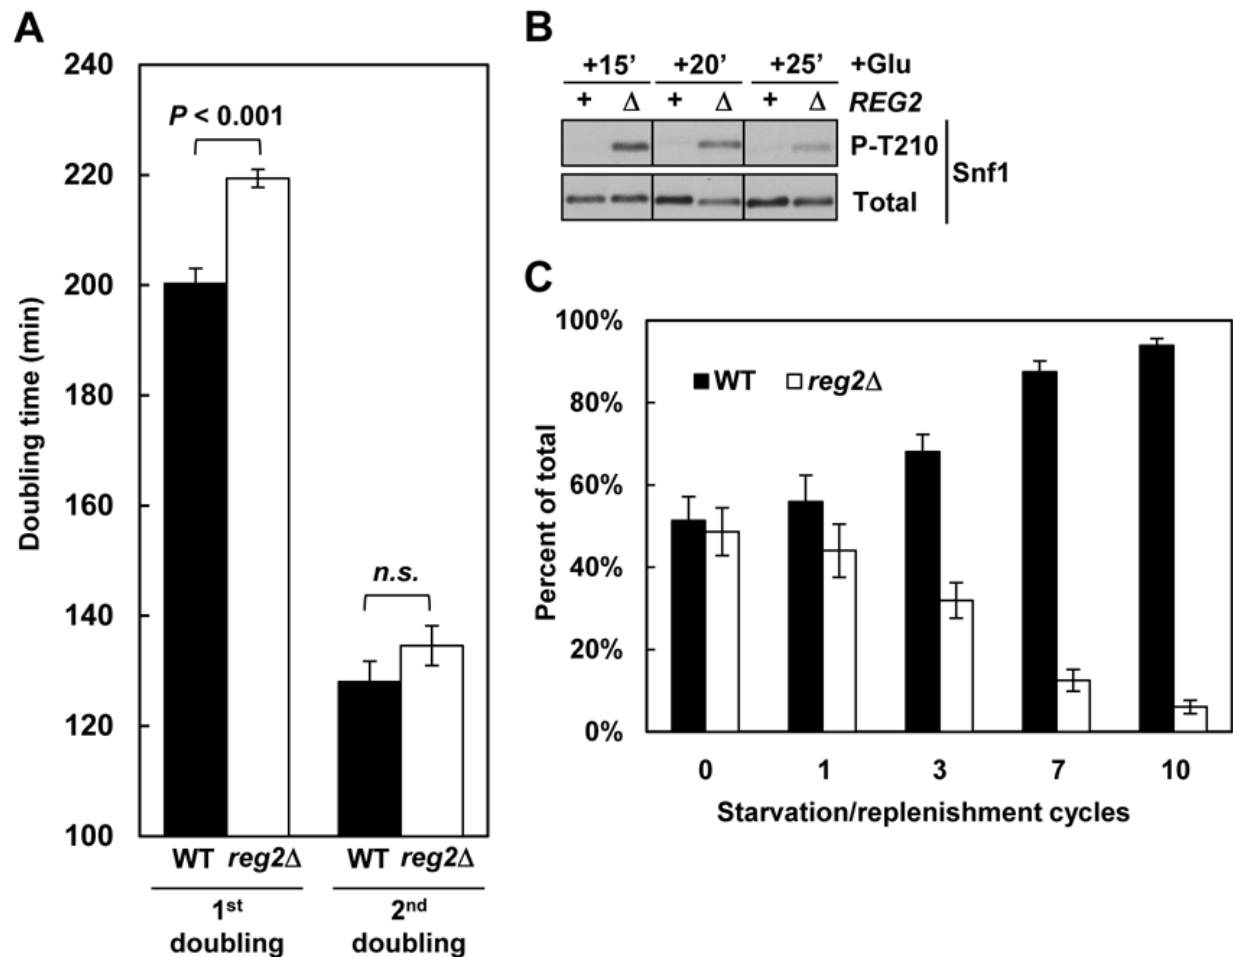 A
240
220
200
180
160
140
120
100
Doubling time (min)
P < 0.001
n.s.
WT reg2Δ WT reg2Δ
1st doubling
2nd doubling
B
+15’ +20’ +25’ +Glu
+ Δ + Δ + Δ REG2
P-T210
Total
Snf1
C
100%
80%
60%
40%
20%
0%
Percent of total
WT reg2Δ
0 1 3 7 10
Starvation/replenishment cycles